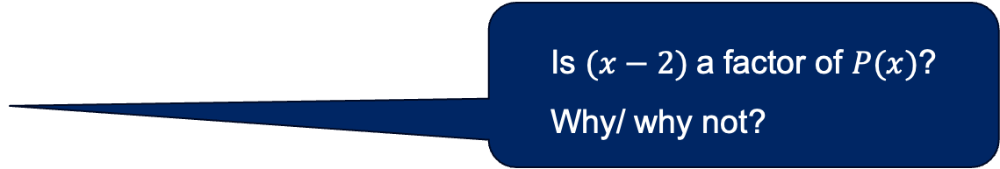 Is (x − 2) a factor of P(x)?
Why/ why not?